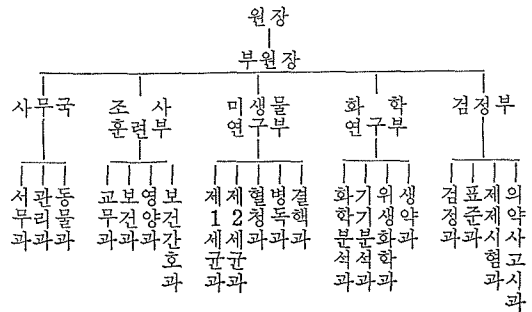 원장
부원장
사무국
조사
훈련부
미생물
연구부
화학
연구부
검정부
서무과
관리과
동물과
교무과
보건과
영양과
보건간호과
제1세균과
제2세균과
혈청과
병독과
결핵과
화학분석과
기기분석과
위생화학과
생약과
검정과
표준과
제제시험과
의약사고시과